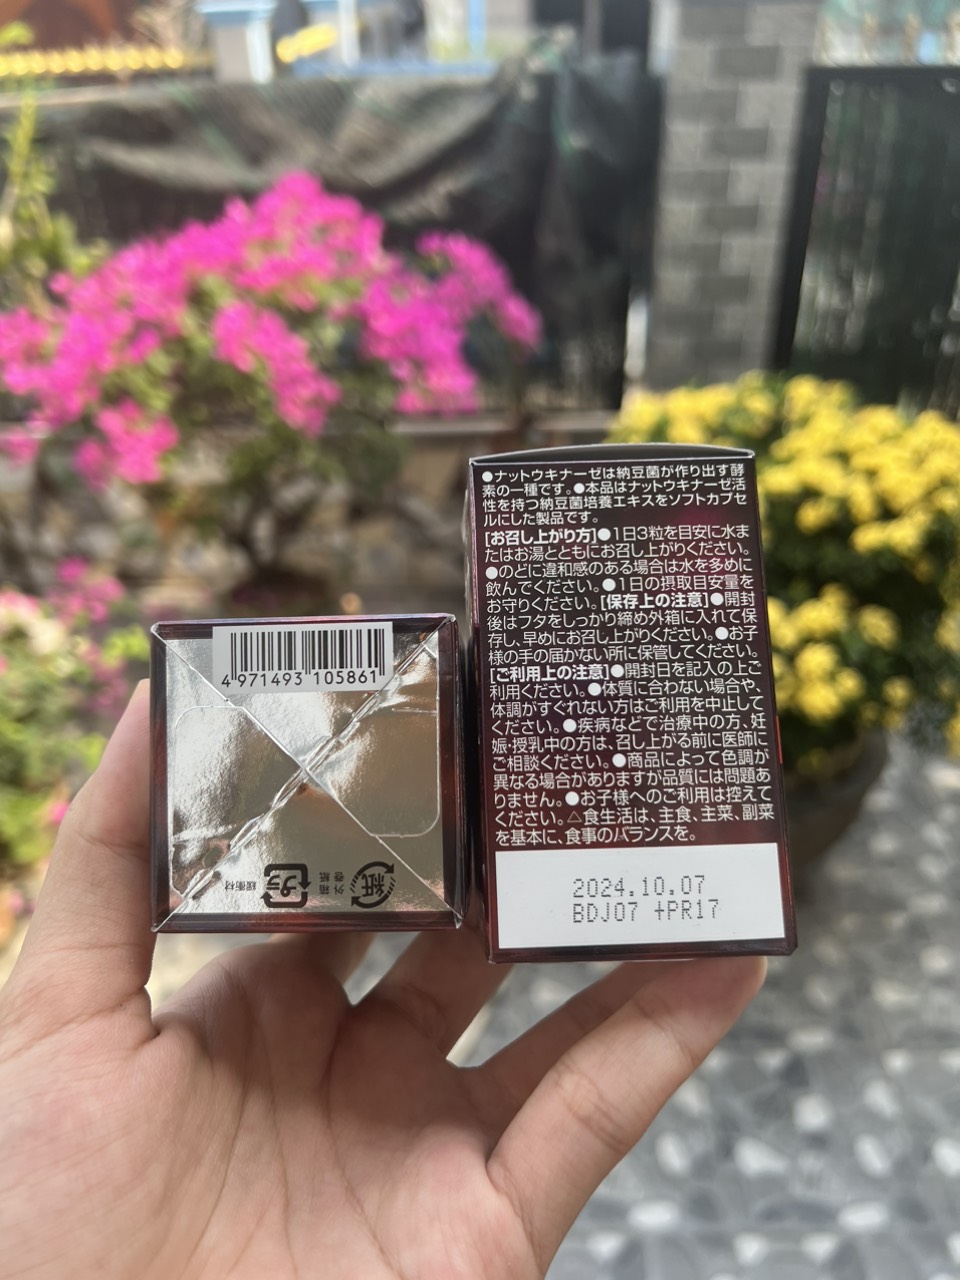 4 971493 105861
プラ
緩衝材
外箱
巻紙
紙
●ナットウキナーゼは納豆菌が作り出す酵
素の一種です。●本品はナットウキナーゼ活
性を持つ納豆菌培養エキスをソフトカプセ
ルにした製品です。
[お召し上がり方]●1日3粒を目安に水ま
たはお湯とともにお召し上がりください。
●のどに違和感のある場合は水を多めに
飲んでください。●1日の摂取目安量を
お守りください。[保存上の注意]●開封
後はフタをしっかり締め外箱に入れて保
存し、早めにお召し上がりください。●お子
様の手の届かない所に保管してください。
[ご利用上の注意]●開封日を記入の上ご
利用ください。●体質に合わない場合や、
体調がすぐれない方はご利用を中止して
ください。●疾病などで治療中の方、妊
娠・授乳中の方は、召し上がる前に医師に
ご相談ください。●商品によって色調が
異なる場合がありますが品質には問題あ
りません。●お子様へのご利用は控えて
ください。△食生活は、主食、主菜、副菜
を基本に、食事のバランスを。
2024.10.07
BDJ07 +PR17